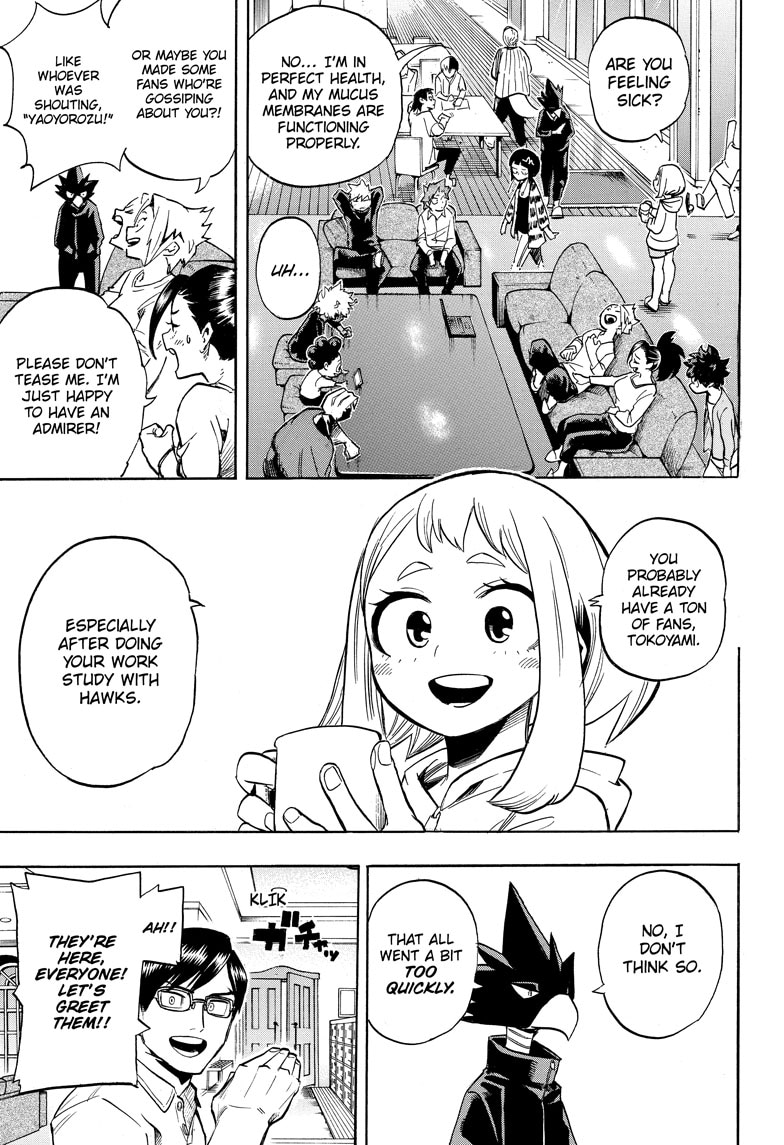 ARE YOU
FEELING
SICK?
NO... I'M IN
PERFECT HEALTH,
AND MY MUCUS
MEMBRANES ARE
FUNCTIONING
PROPERLY.
UH...
OR MAYBE YOU
MADE SOME
FANS WHO'RE
GOSSIPING
ABOUT YOU?!
LIKE
WHOEVER
WAS
SHOUTING,
"YAOYOROZU!"
PLEASE DON'T
TEASE ME. I'M
JUST HAPPY
TO HAVE AN
ADMIRER!
YOU
PROBABLY
ALREADY
HAVE A TON
OF FANS,
TOKOYAMI.
ESPECIALLY
AFTER DOING
YOUR WORK
STUDY WITH
HAWKS.
NO, I
DON'T
THINK SO.
THAT ALL
WENT A BIT
TOO
QUICKLY.
KLIK
ガチャッ
AH!!
THEY'RE
HERE,
EVERYONE!
LET'S
GREET
THEM!!